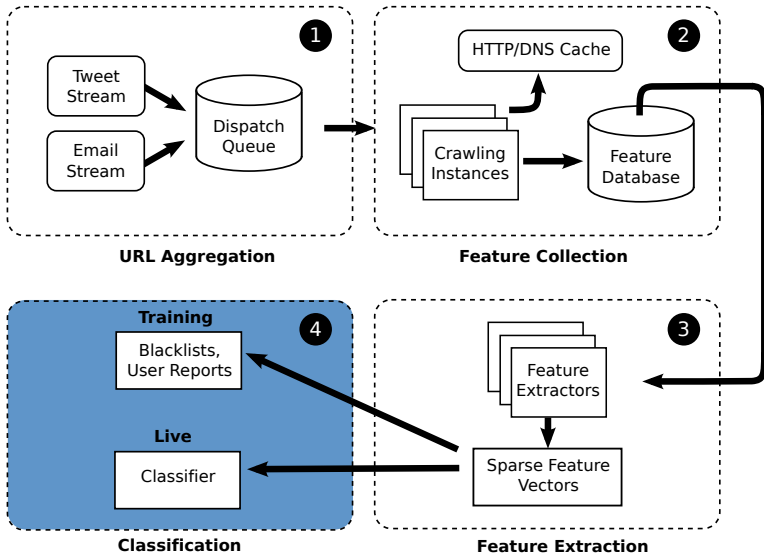 1
Tweet
Stream
Email
Stream
Dispatch
Queue
URL Aggregation
2
HTTP/DNS Cache
Crawling
Instances
Feature
Database
Feature Collection
3
Feature
Extractors
Sparse Feature
Vectors
Feature Extraction
4
Training
Blacklists,
User Reports
Live
Classifier
Classification